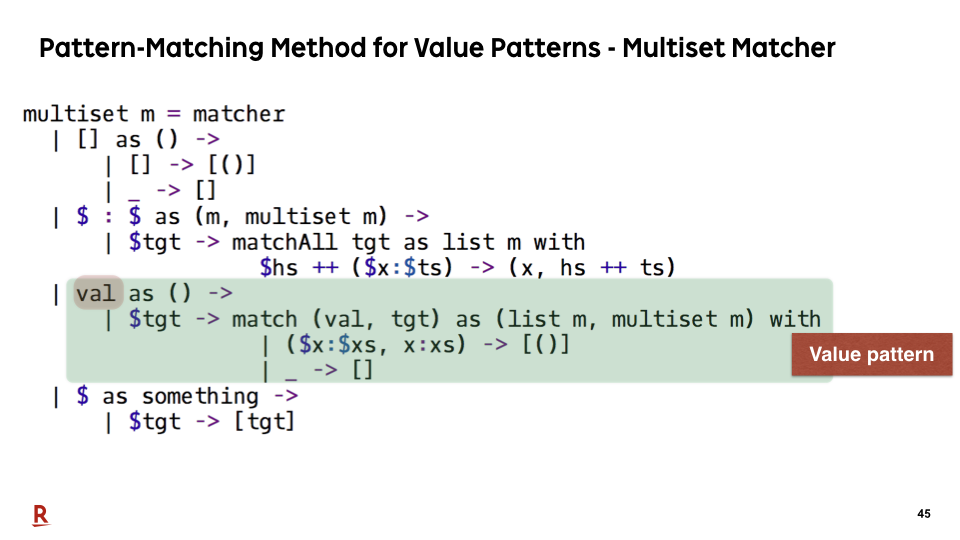 Pattern-Matching Method for Value Patterns - Multiset Matcher
multiset m = matcher
| [] as () ->
| [] -> [()]
| _ -> []
| $ : $ as (m, multiset m) ->
| $tgt -> matchAll tgt as list m with
$hs ++ ($x:$ts) -> (x, hs ++ ts)
| val as () ->
| $tgt -> match (val, tgt) as (list m, multiset m) with
| ($x:$xs, x:xs) -> [()]
| _ -> []
Value pattern
| $ as something ->
| $tgt -> [tgt]
R
45